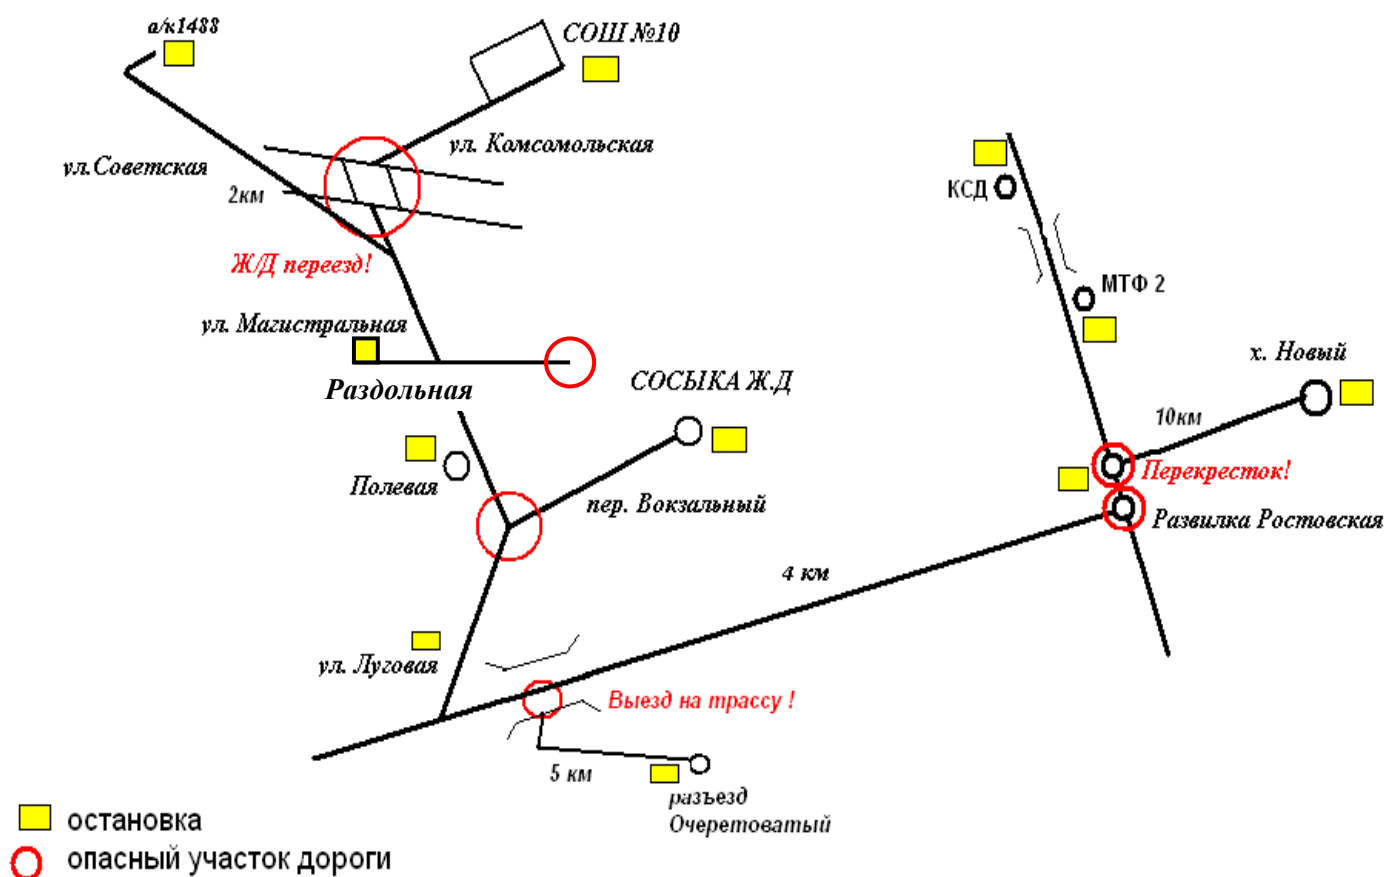 а/к1488
СОШ №10
ул. Комсомольская
ул.Советская
2км
КСД
Ж/Д переезд!
МТФ 2
ул. Магистральная
х. Новый
Раздольная
СОСЫКА Ж.Д
10км
Перекресток!
Полевая
пер. Вокзальный
Развилка Ростовская
4 км
ул. Луговая
Выезд на трассу !
5 км
разъезд
Очеретоватый
остановка
опасный участок дороги